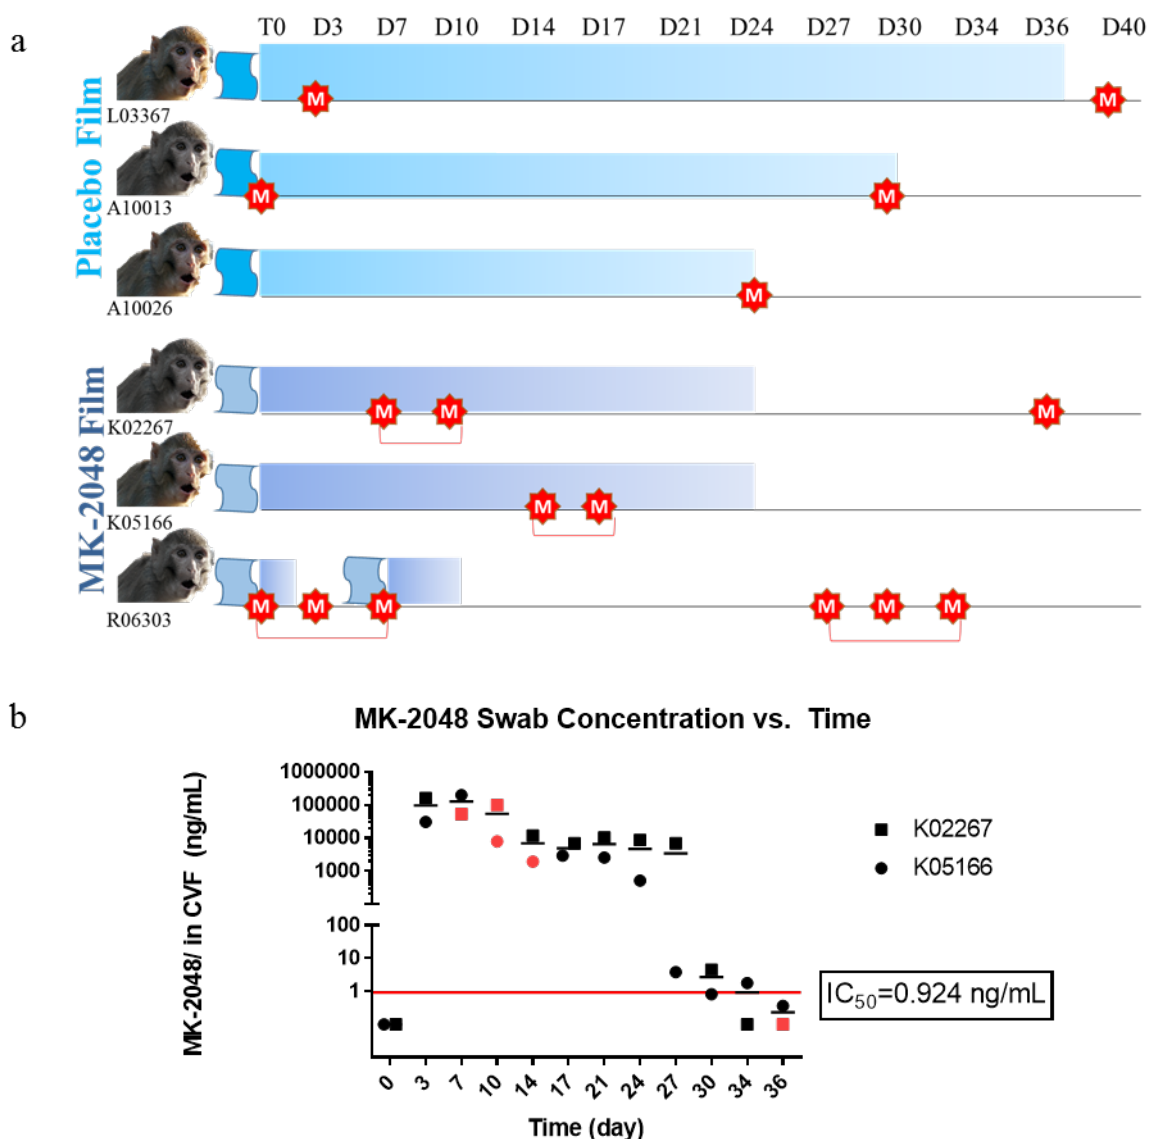 a
T0 D3 D7 D10 D14 D17 D21 D24 D27 D30 D34 D36 D40
Placebo Film
L03367
M M
A10013
M M
A10026
M
MK-2048 Film
K02267
M M M
K05166
M M
R06303
M M M M M M
b
MK-2048 Swab Concentration vs. Time
MK-2048/ in CVF (ng/mL)
1000000
100000
10000
1000
100
10
1
K02267
K05166
IC50=0.924 ng/mL
0 3 7 10 14 17 21 24 27 30 34 36
Time (day)